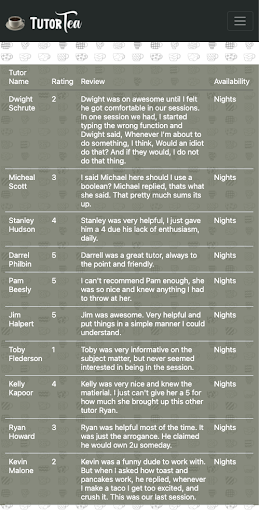 TUTORTea
Tutor Name Rating Review Availability
Dwight Schrute 2 Dwight was on awesome until I felt Nights
he got comfortable in our sessions.
In one session we had, I started
typing the wrong function and
Dwight said, Whenever I'm about to
do something, I think, Would an idiot
do that? And if they would, I do not
do that thing.
Micheal Scott 3 I said Michael here should I use a Nights
boolean? Michael replied, thats what
she said. That pretty much sums its
up.
Stanley Hudson 4 Stanley was very helpful, I just gave Nights
him a 4 due his lack of enthusiasm,
daily.
Darrel Philbin 5 Darrell was a great tutor, always to Nights
the point and friendly.
Pam Beesly 5 I can't recommend Pam enough, she Nights
was so nice and knew anything I had
to throw at her.
Jim Halpert 5 Jim was awesome. Very helpful and Nights
put things in a simple manner I could
understand.
Toby Flederson 1 Toby was very informative on the Nights
subject matter, but never seemed
interested in being in the session.
Kelly Kapoor 4 Kelly was very nice and knew the Nights
matierial. I just can't give her a 5 for
how much she brought up this other
tutor Ryan.
Ryan Howard 3 Ryan was helpful most of the time. It Nights
was just the arrogance. He claimed
he would own 2u someday.
Kevin Malone 2 Kevin was a funny dude to work with. Nights
But when I asked how toast and
pancakes work, he replied, whenever
I make a taco I get too excited, and
crush it. This was our last session.